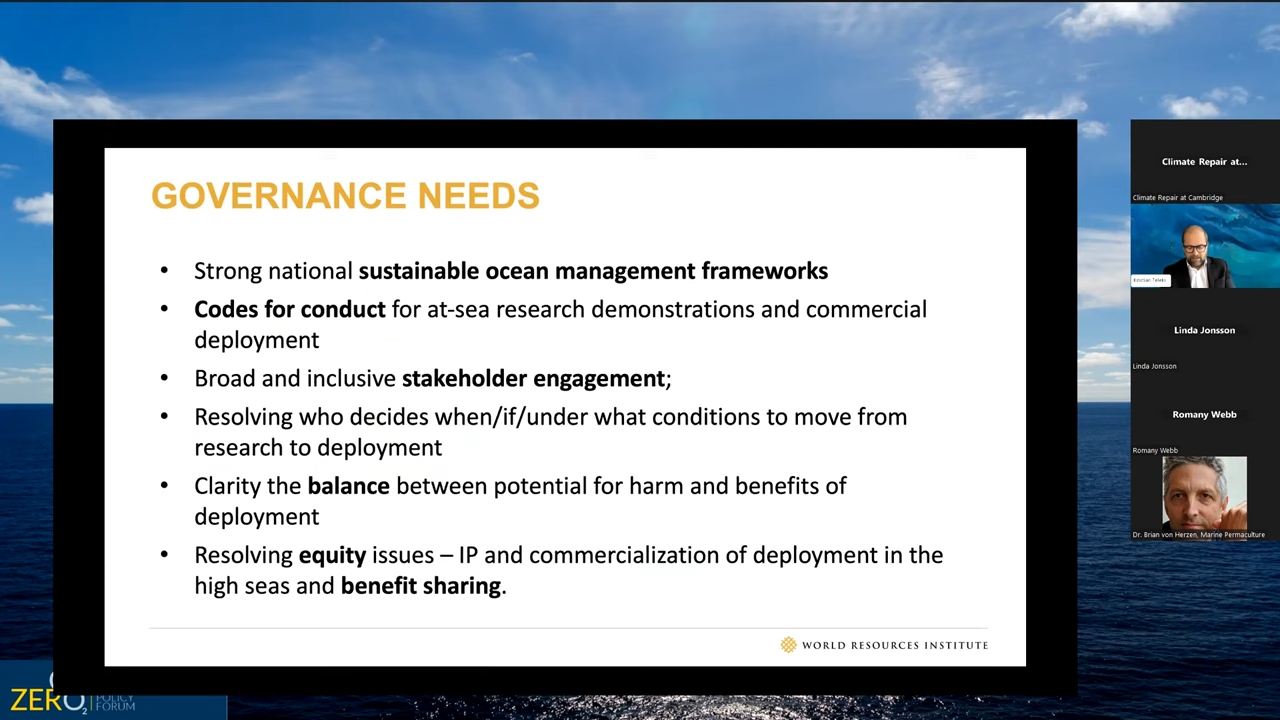 GOVERNANCE NEEDS
• Strong national sustainable ocean management frameworks
• Codes for conduct for at-sea research demonstrations and commercial
deployment
• Broad and inclusive stakeholder engagement;
• Resolving who decides when/if/under what conditions to move from
research to deployment
• Clarity the balance between potential for harm and benefits of
deployment
• Resolving equity issues – IP and commercialization of deployment in the
high seas and benefit sharing.
WORLD RESOURCES INSTITUTE
Climate Repair at...
Climate Repair at Cambridge
Kristian Teleki
Linda Jonsson
Linda Jonsson
Romany Webb
Romany Webb
Dr. Brian von Herzen, Marine Permaculture
ZERO2
POLICY
FORUM